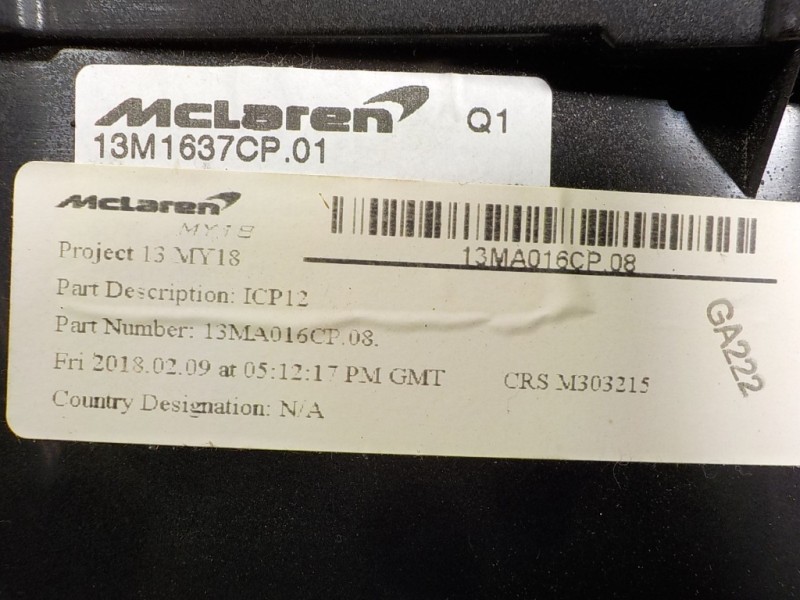 McLaren Q1
13M1637CP.01
McLaren
MY18
Project 13 MY18
13MA016CP.08
Part Description: ICP12
Part Number: 13MA016CP.08.
Fri 2018.02.09 at 05:12:17 PM GMT
CRS M303215
Country Designation: N/A
GA222